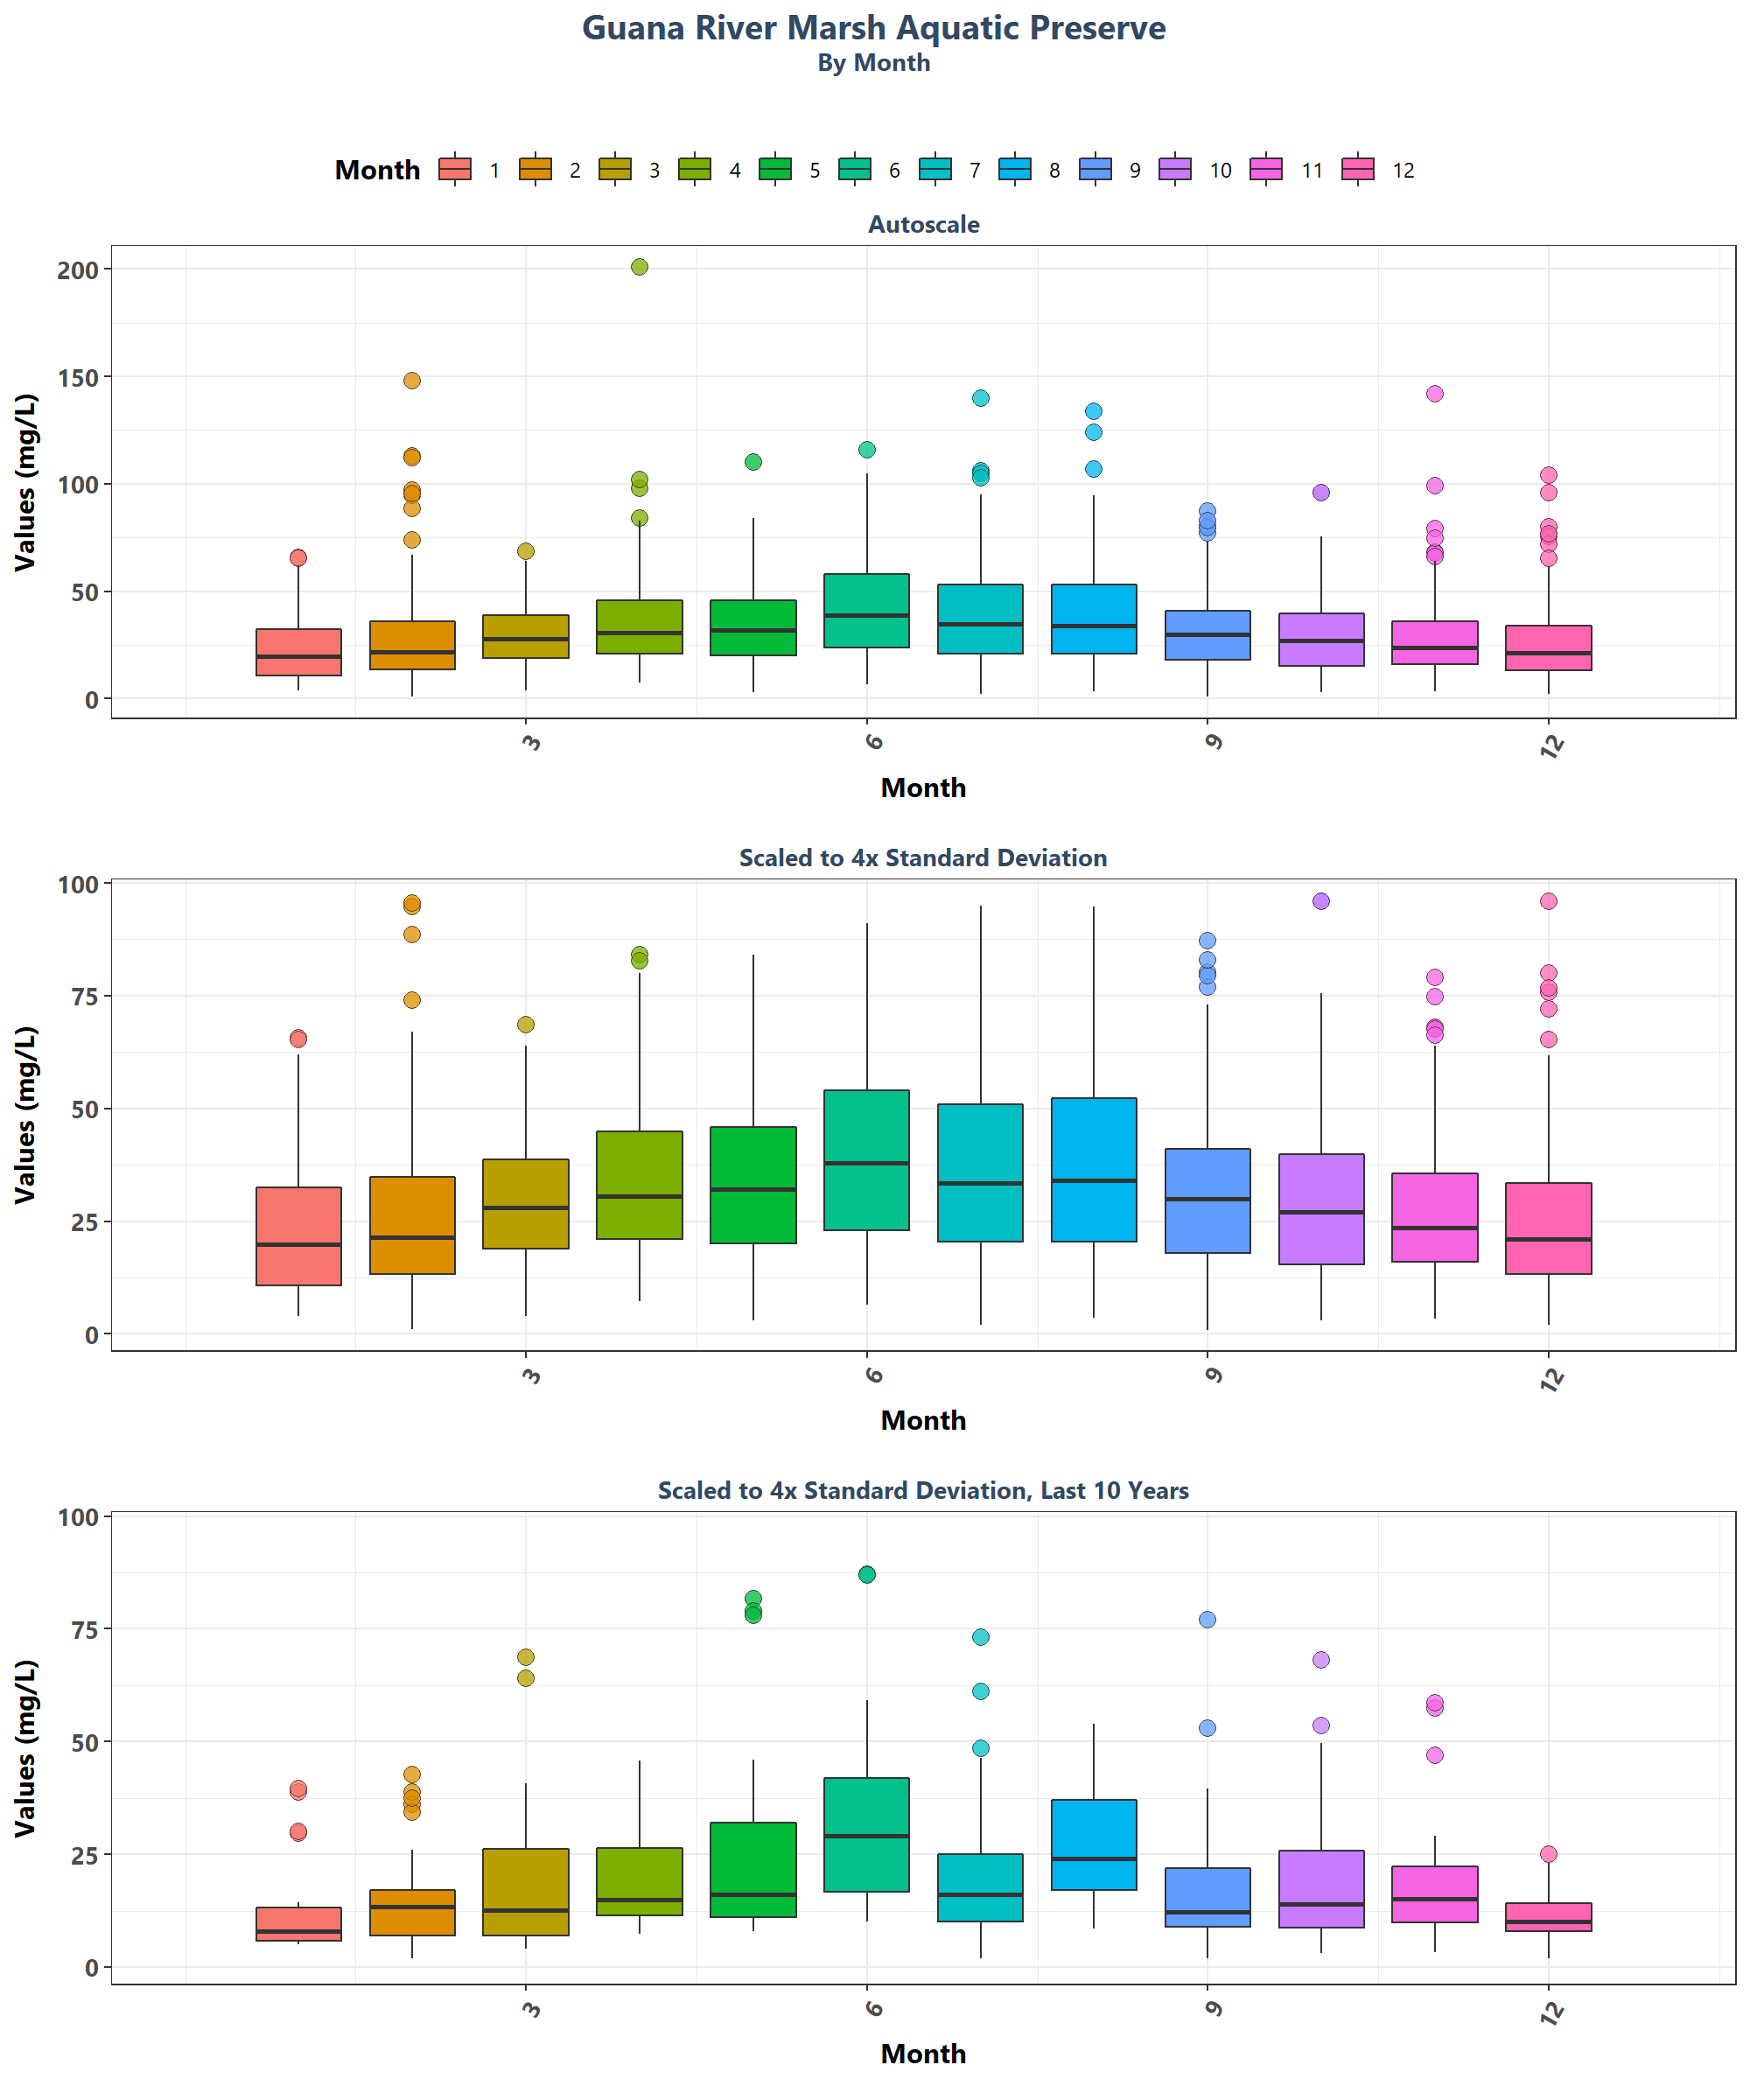 Guana River Marsh Aquatic Preserve
By Month
Month 1 2 3 4 5 6 7 8 9 10 11 12
Autoscale
Values (mg/L)
200
150
100
50
0
3 6 9 12
Month
Scaled to 4x Standard Deviation
Values (mg/L)
100
75
50
25
0
3 6 9 12
Month
Scaled to 4x Standard Deviation, Last 10 Years
Values (mg/L)
100
75
50
25
0
3 6 9 12
Month